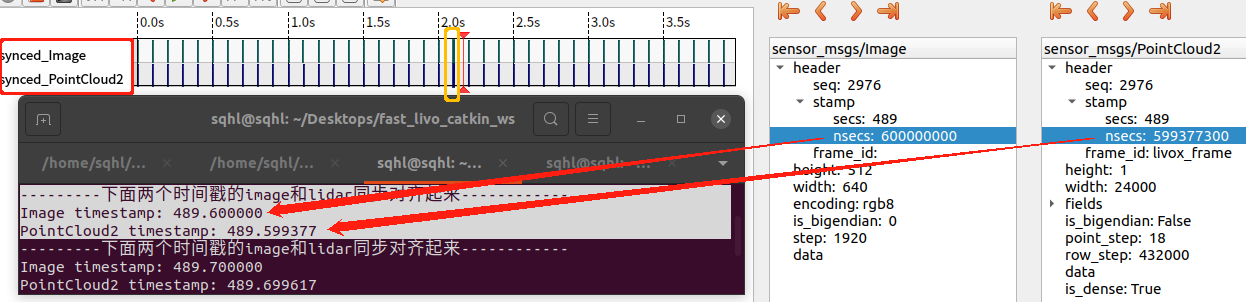 0.0s 0.5s 1.0s 1.5s 2.0s 2.5s 3.0s 3.5s
synced_Image
synced_PointCloud2
sqhl@sqhl: ~/Desktops/fast_livo_catkin_ws
/home/sqhl/... × /home/sqhl/... × sqhl@sqhl: ~... × sqhl@sqhl: ~... ×
---------下面两个时间戳的image和lidar同步对齐起来------------
Image timestamp: 489.600000
PointCloud2 timestamp: 489.599377
---------下面两个时间戳的image和lidar同步对齐起来------------
Image timestamp: 489.700000
PointCloud2 timestamp: 489.699617
sensor_msgs/Image
header
seq: 2976
stamp
secs: 489
nsecs: 600000000
frame_id:
height: 512
width: 640
encoding: rgb8
is_bigendian: 0
step: 1920
data
sensor_msgs/PointCloud2
header
seq: 2976
stamp
secs: 489
nsecs: 599377300
frame_id: livox_frame
height: 1
width: 24000
fields
is_bigendian: False
point_step: 18
row_step: 432000
data
is_dense: True